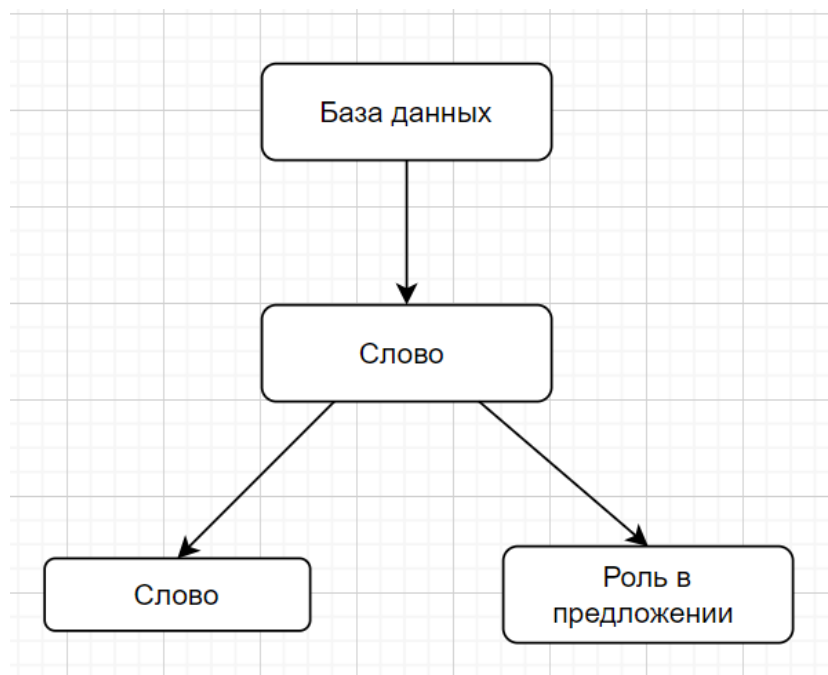 База данных
Слово
Слово
Роль в
предложении